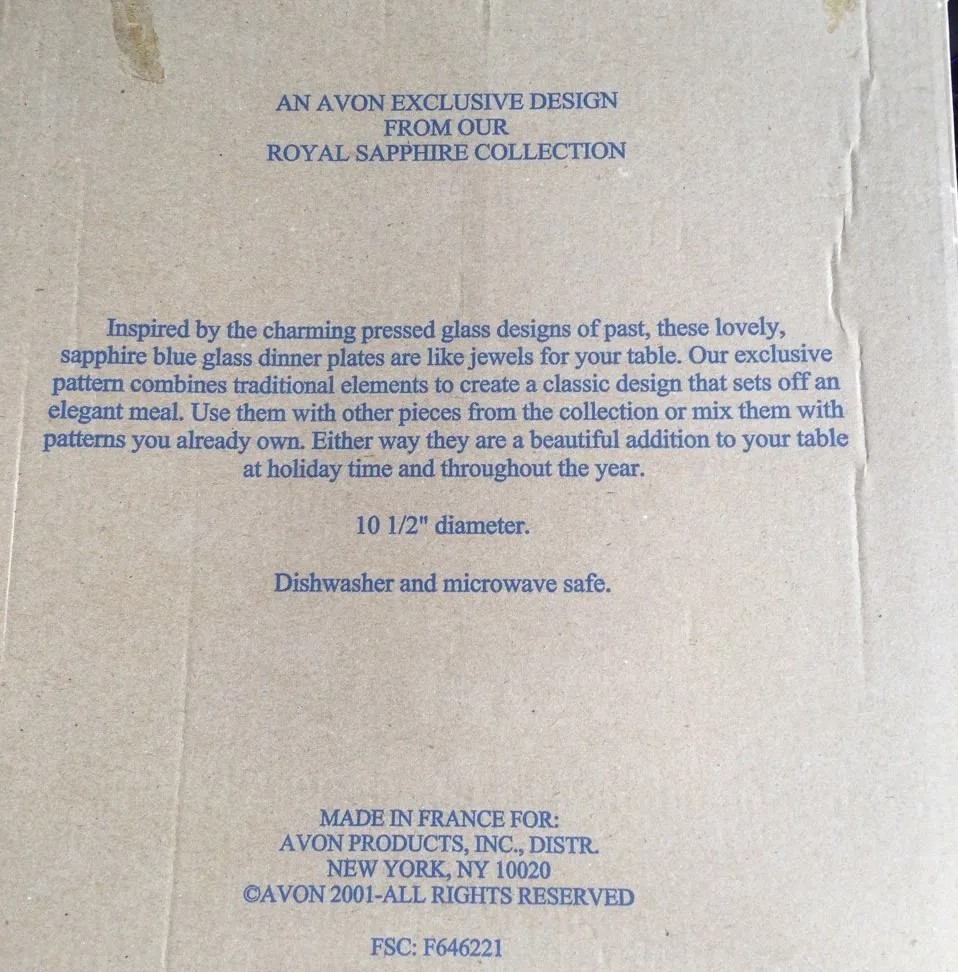 AN AVON EXCLUSIVE DESIGN
FROM OUR
ROYAL SAPPHIRE COLLECTION
Inspired by the charming pressed glass designs of past, these lovely,
sapphire blue glass dinner plates are like jewels for your table. Our exclusive
pattern combines traditional elements to create a classic design that sets off an
elegant meal. Use them with other pieces from the collection or mix them with
patterns you already own. Either way they are a beautiful addition to your table
at holiday time and throughout the year.
10 1/2" diameter.
Dishwasher and microwave safe.
MADE IN FRANCE FOR:
AVON PRODUCTS, INC., DISTR.
NEW YORK, NY 10020
©AVON 2001-ALL RIGHTS RESERVED
FSC: F646221